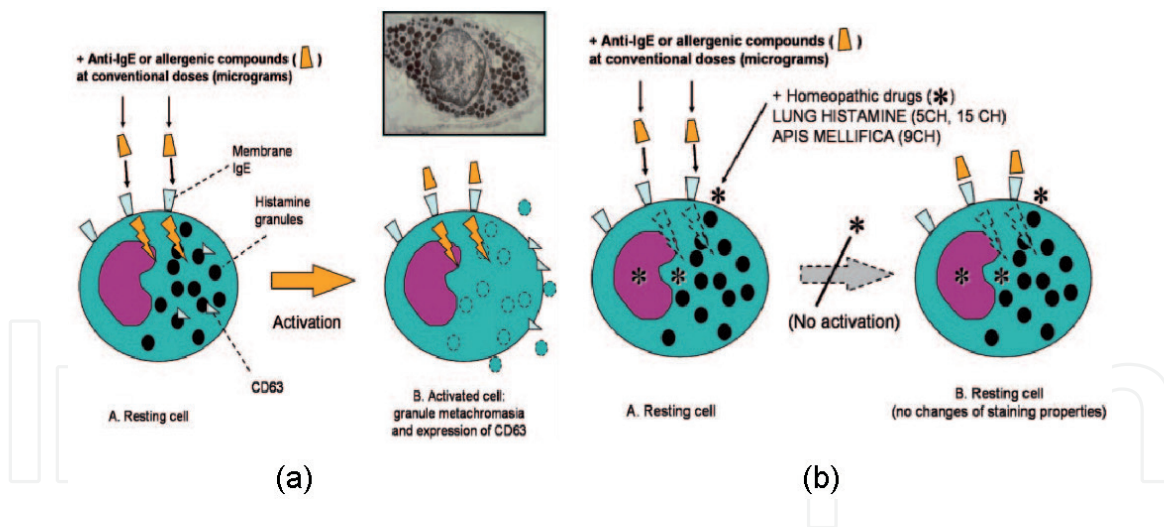 + Anti-IgE or allergenic compounds ( )
at conventional doses (micrograms)
Membrane
IgE
Histamine
granules
Activation
CD63
A. Resting cell
B. Activated cell:
granule metachromasia
and expression of CD63
(a)
+ Anti-IgE or allergenic compounds ( )
at conventional doses (micrograms)
+ Homeopathic drugs (*)
LUNG HISTAMINE (5CH, 15 CH)
APIS MELLIFICA (9CH)
(No activation)
A. Resting cell
B. Resting cell
(no changes of staining properties)
(b)